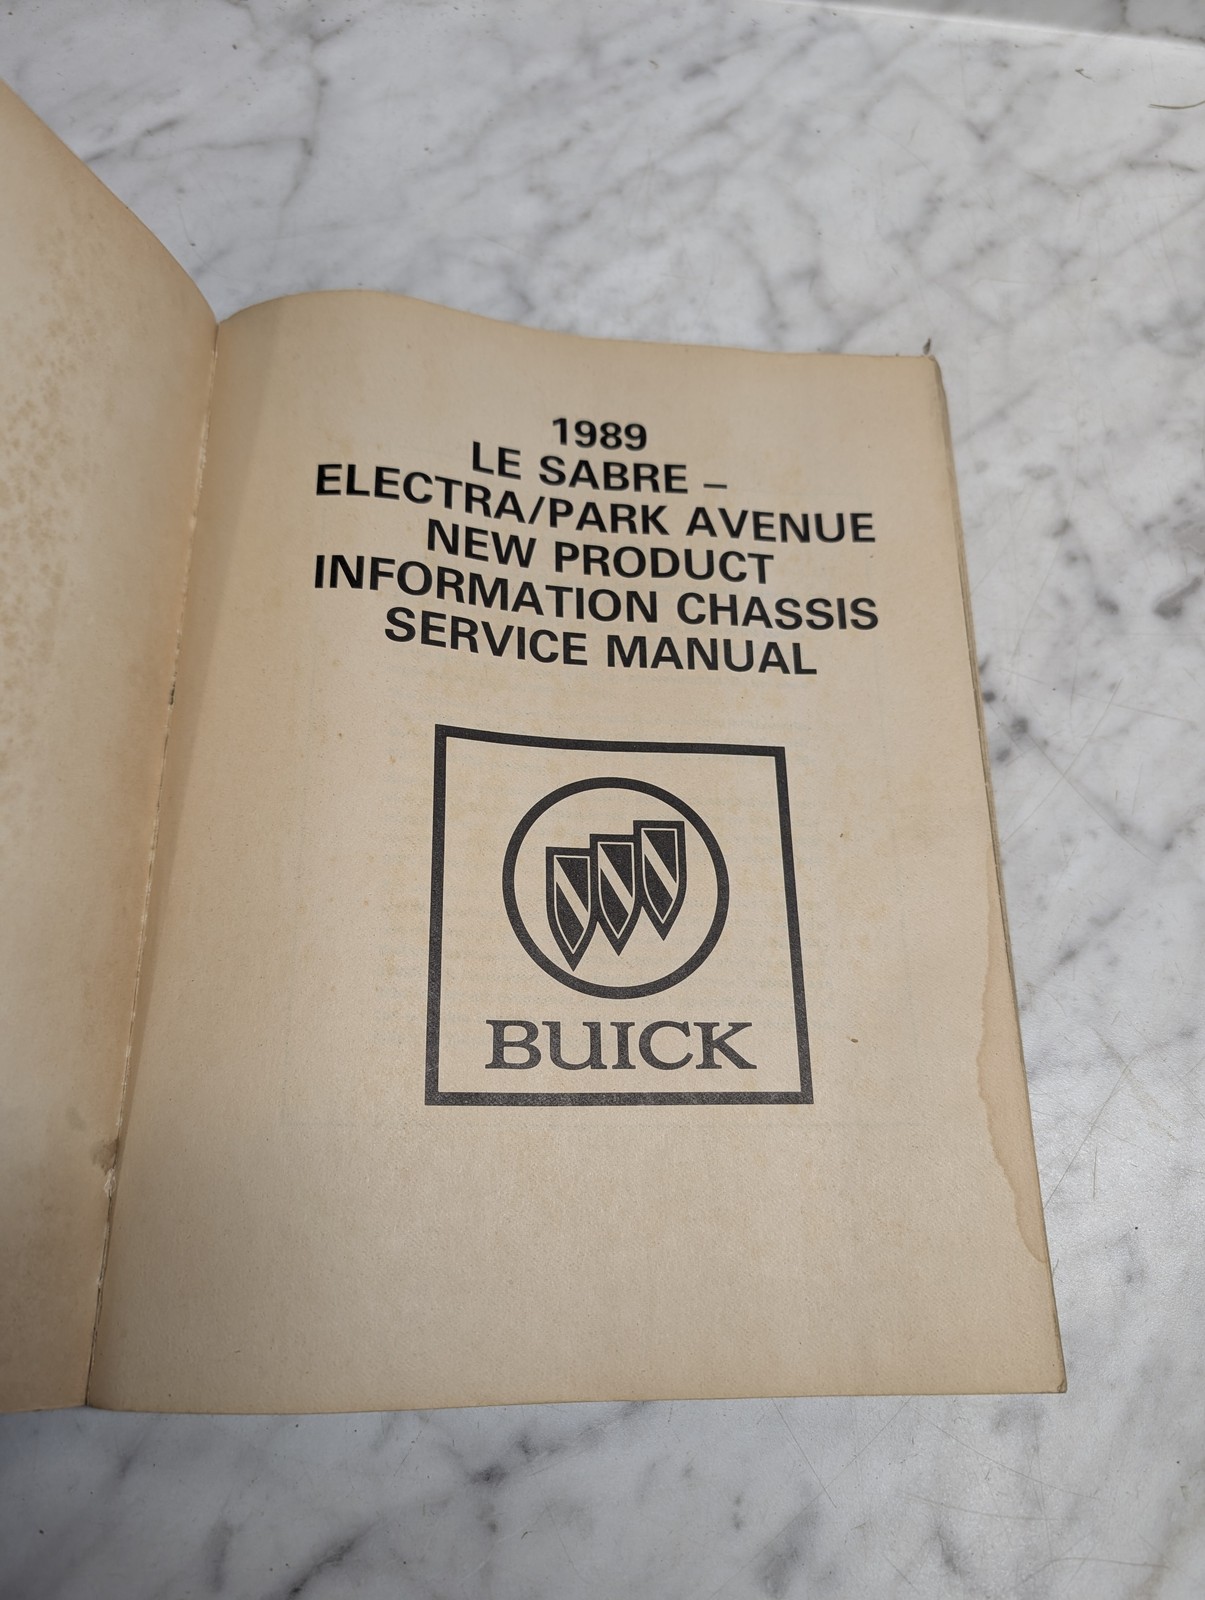 1989
LE SABRE –
ELECTRA/PARK AVENUE
NEW PRODUCT
INFORMATION CHASSIS
SERVICE MANUAL
BUICK